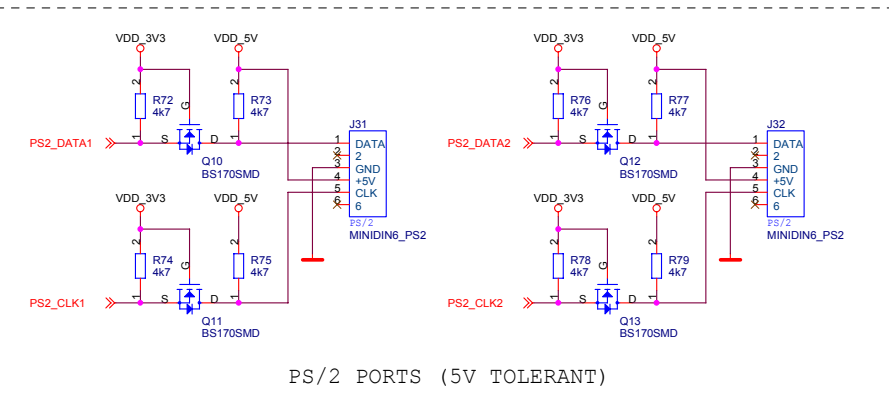 VDD_3V3
VDD_5V
2
2
R72
4k7
G
R73
4k7
1
1
PS2_DATA1
S
D
Q10
BS170SMD
J31
1
DATA
2
2
3
GND
4
+5V
5
CLK
6
6
PS/2
MINIDIN6_PS2
VDD_3V3
VDD_5V
2
2
R74
4k7
G
R75
4k7
1
1
PS2_CLK1
S
D
Q11
BS170SMD
VDD_3V3
VDD_5V
2
2
R76
4k7
G
R77
4k7
1
1
PS2_DATA2
S
D
Q12
BS170SMD
J32
1
DATA
2
2
3
GND
4
+5V
5
CLK
6
6
PS/2
MINIDIN6_PS2
VDD_3V3
VDD_5V
2
2
R78
4k7
G
R79
4k7
1
1
PS2_CLK2
S
D
Q13
BS170SMD
PS/2 PORTS (5V TOLERANT)